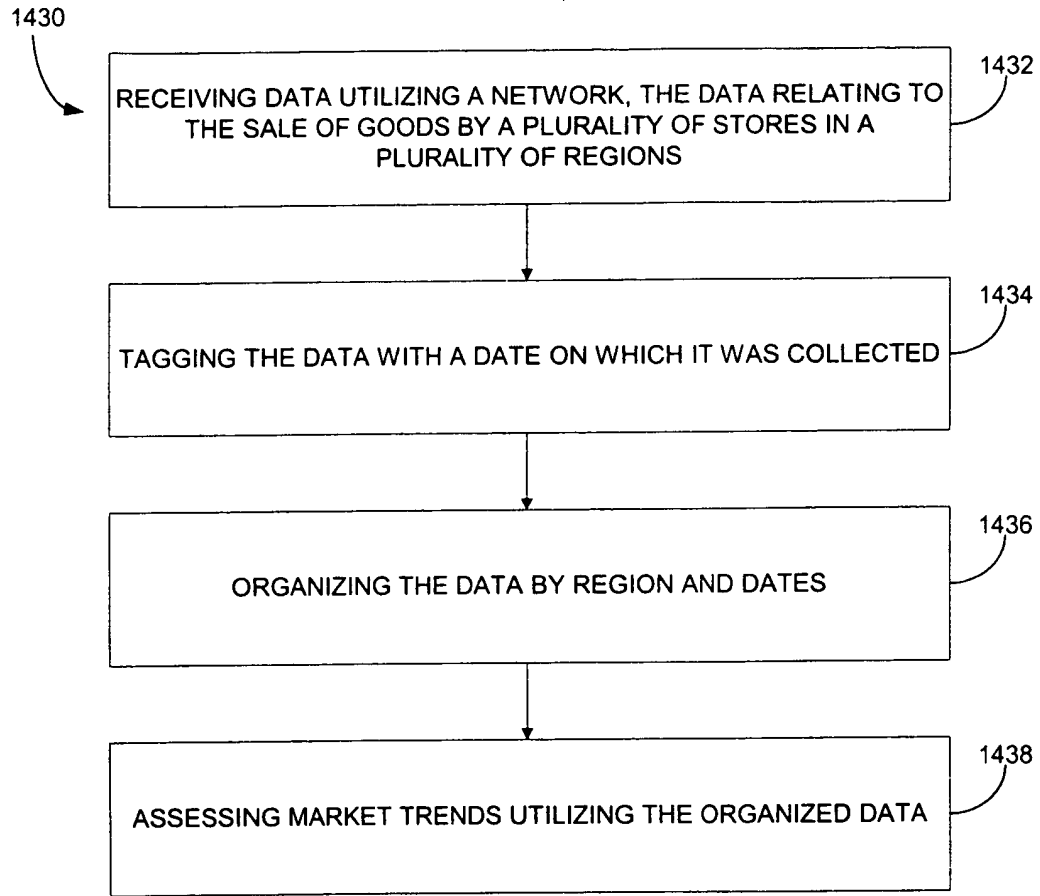 1430
1432
RECEIVING DATA UTILIZING A NETWORK, THE DATA RELATING TO
THE SALE OF GOODS BY A PLURALITY OF STORES IN A
PLURALITY OF REGIONS
1434
TAGGING THE DATA WITH A DATE ON WHICH IT WAS COLLECTED
1436
ORGANIZING THE DATA BY REGION AND DATES
1438
ASSESSING MARKET TRENDS UTILIZING THE ORGANIZED DATA